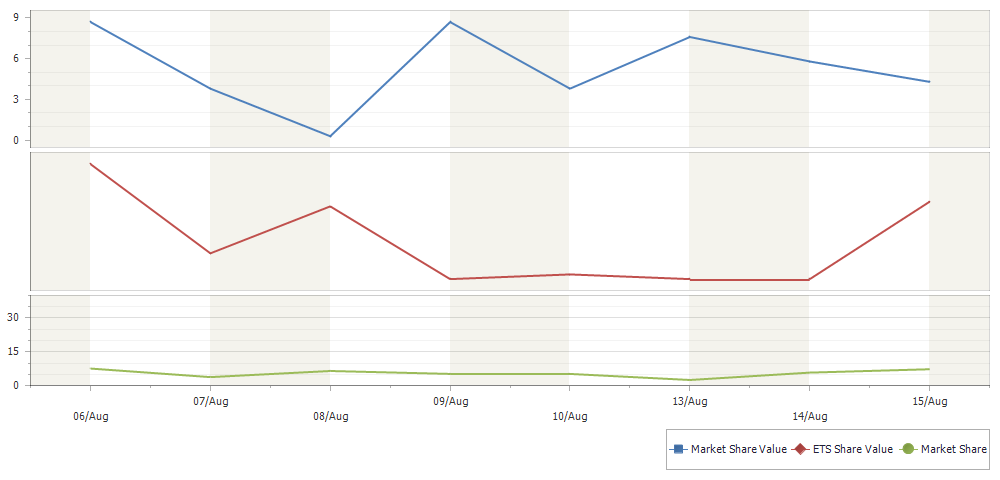 9
6
3
0
30
15
0
06/Aug
07/Aug
08/Aug
09/Aug
10/Aug
13/Aug
14/Aug
15/Aug
Market Share Value ETS Share Value Market Share